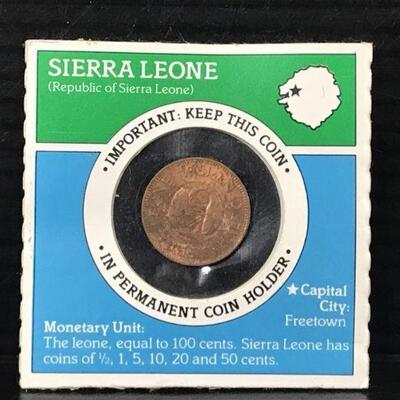 SIERRA LEONE
(Republic of Sierra Leone)
• IMPORTANT: KEEP THIS COIN •
IN PERMANENT COIN HOLDER
★Capital
City:
Freetown
Monetary Unit:
The leone, equal to 100 cents. Sierra Leone has
coins of ½, 1, 5, 10, 20 and 50 cents.